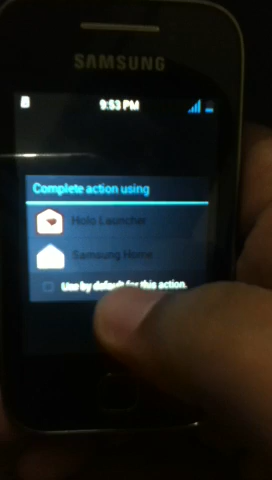 SAMSUNG
9:53 PM
Complete action using
Holo Launcher
Samsung Home
Use by default for this action.